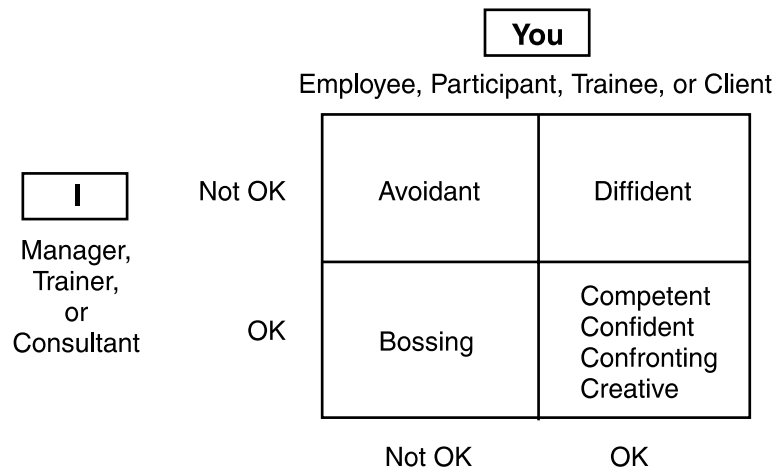 You
Employee, Participant, Trainee, or Client
I
Manager,
Trainer,
or
Consultant
Not OK
Avoidant
Diffident
OK
Bossing
Competent
Confident
Confronting
Creative
Not OK
OK